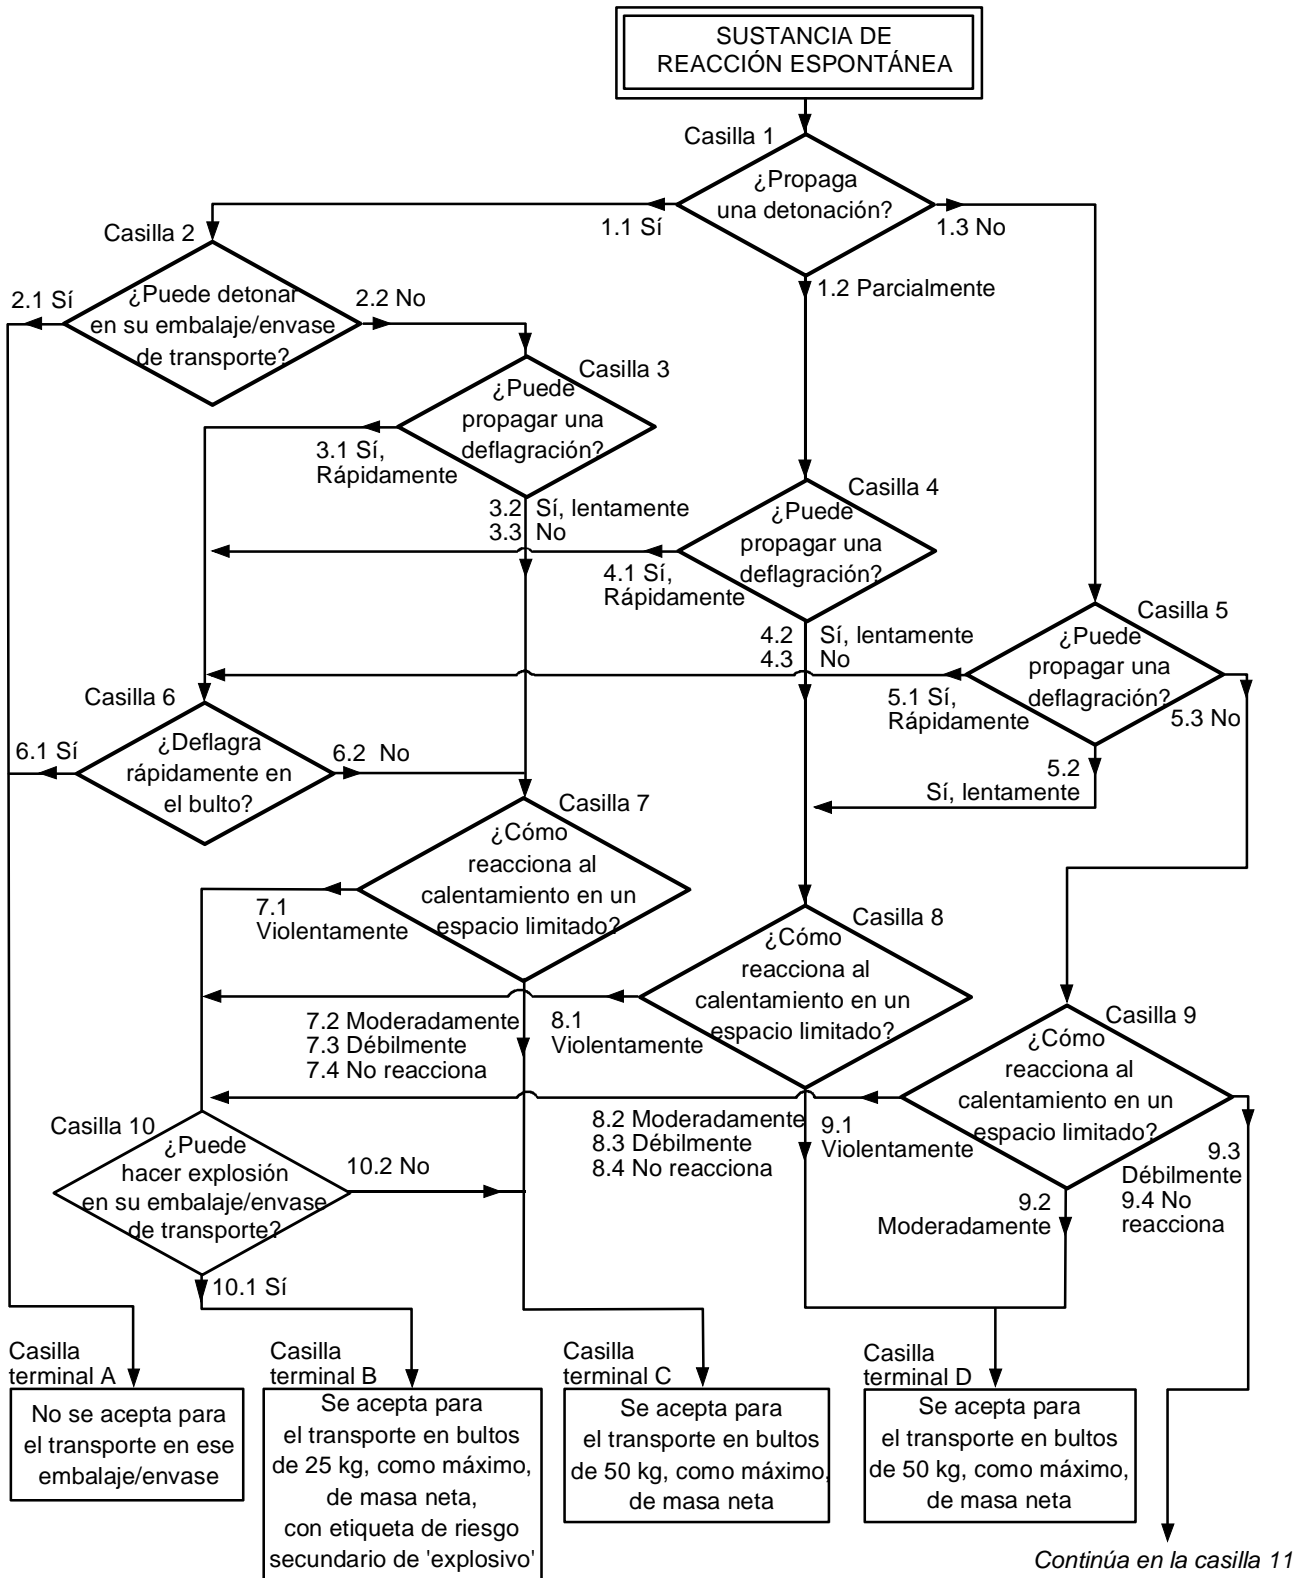 SUSTANCIA DE
REACCIÓN ESPONTÁNEA
Casilla 1
¿Propaga
una detonación?
1.1 Sí
1.3 No
1.2 Parcialmente
Casilla 2
¿Puede detonar
en su embalaje/envase
de transporte?
2.1 Sí
2.2 No
Casilla 3
¿Puede
propagar una
deflagración?
3.1 Sí,
Rápidamente
3.2 Sí, lentamente
3.3 No
Casilla 4
¿Puede
propagar una
deflagración?
4.1 Sí,
Rápidamente
4.2 Sí, lentamente
4.3 No
Casilla 5
¿Puede
propagar una
deflagración?
5.1 Sí,
Rápidamente
5.3 No
5.2
Sí, lentamente
Casilla 6
¿Deflagra
rápidamente en
el bulto?
6.1 Sí
6.2 No
Casilla 7
¿Cómo
reacciona al
calentamiento en un
espacio limitado?
7.1
Violentamente
7.2 Moderadamente
7.3 Débilmente
7.4 No reacciona
Casilla 8
¿Cómo
reacciona al
calentamiento en un
espacio limitado?
8.1
Violentamente
8.2 Moderadamente
8.3 Débilmente
8.4 No reacciona
Casilla 9
¿Cómo
reacciona al
calentamiento en un
espacio limitado?
9.1
Violentamente
9.2
Moderadamente
9.3
Débilmente
9.4 No
reacciona
Casilla 10
¿Puede
hacer explosión
en su embalaje/envase
de transporte?
10.2 No
10.1 Sí
Casilla
terminal A
No se acepta para
el transporte en ese
embalaje/envase
Casilla
terminal B
Se acepta para
el transporte en bultos
de 25 kg, como máximo,
de masa neta,
con etiqueta de riesgo
secundario de 'explosivo'
Casilla
terminal C
Se acepta para
el transporte en bultos
de 50 kg, como máximo,
de masa neta
Casilla
terminal D
Se acepta para
el transporte en bultos
de 50 kg, como máximo,
de masa neta
Continúa en la casilla 11